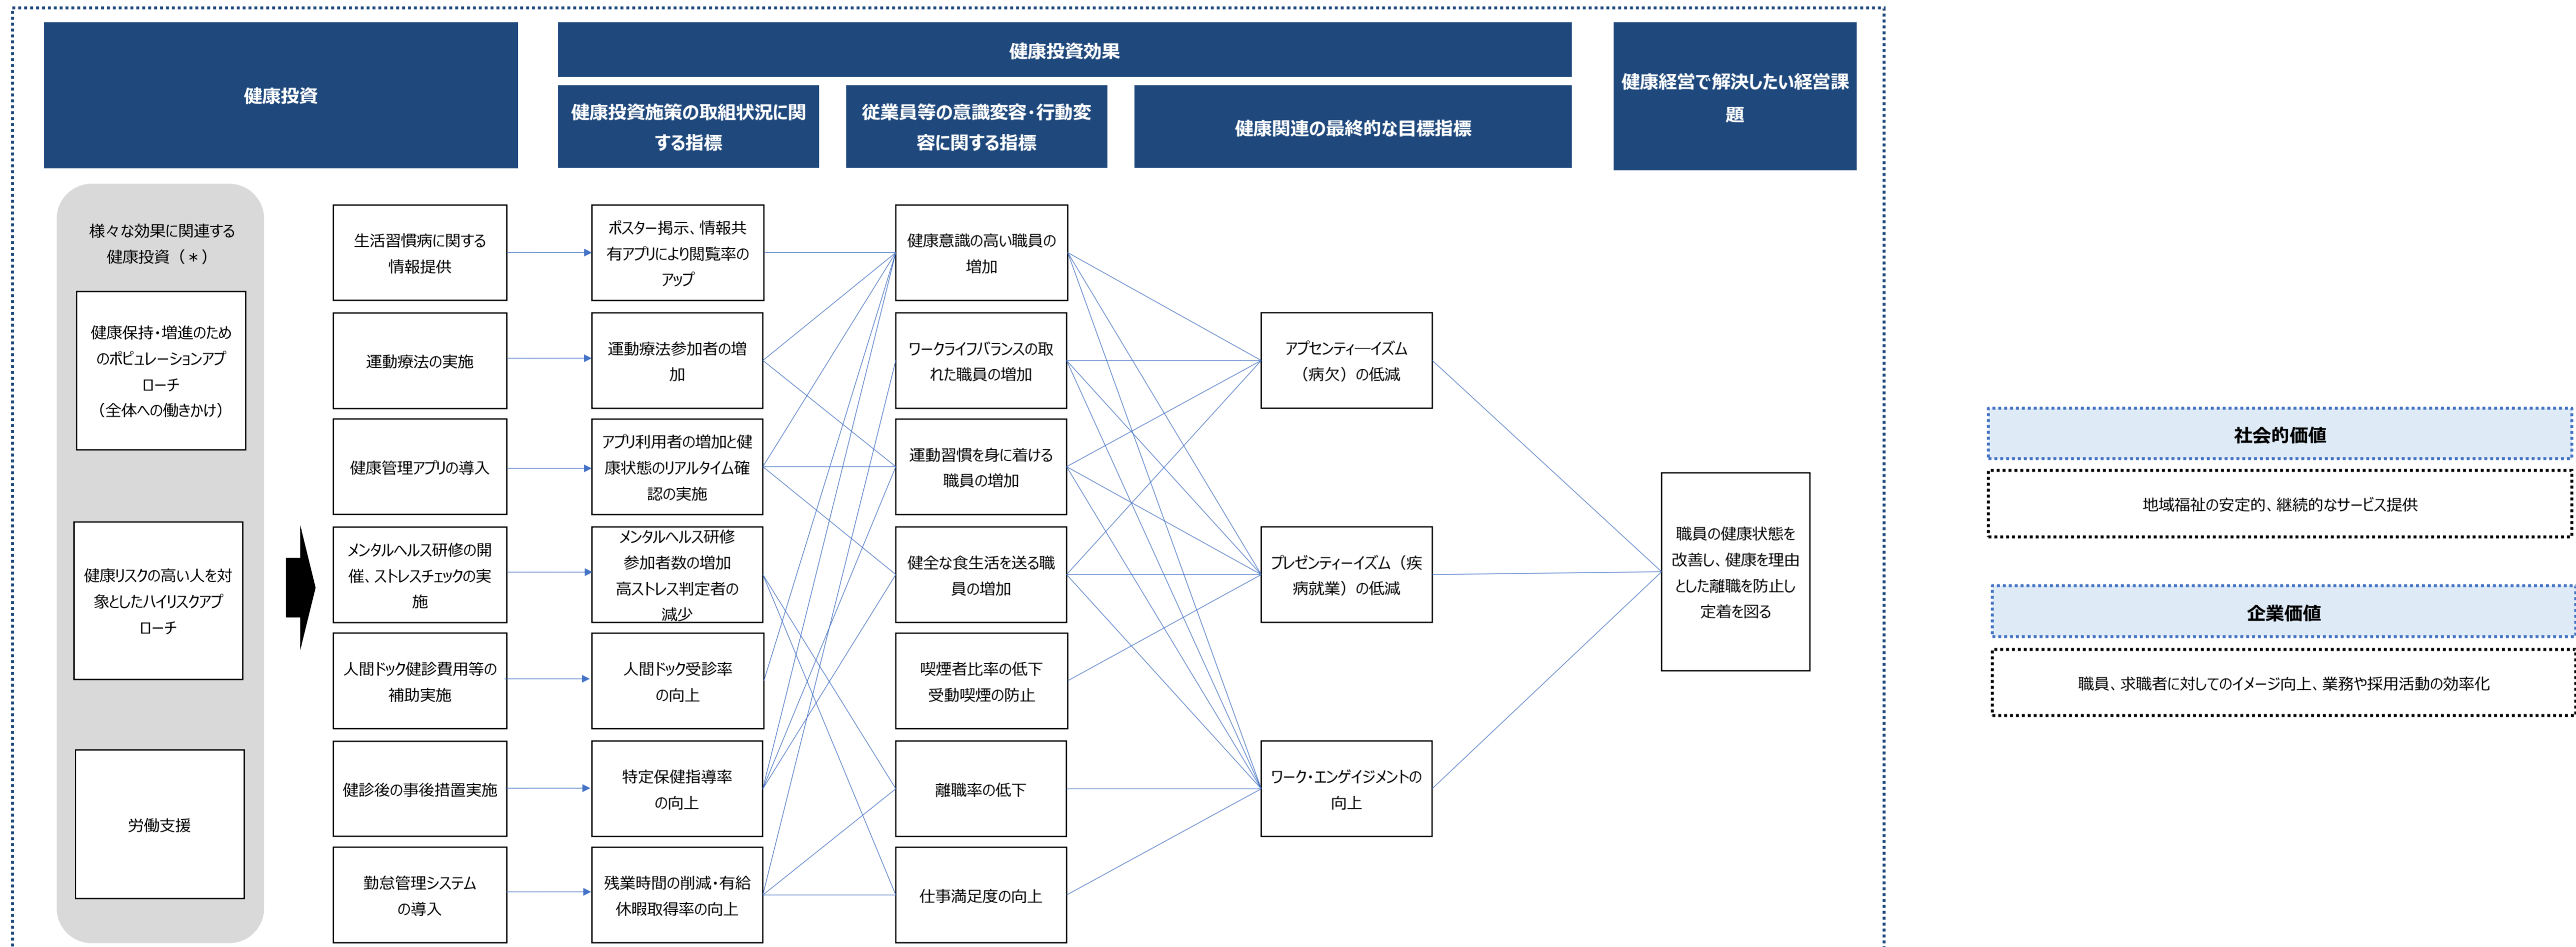 健康投資
健康投資効果
健康経営で解決したい経営課
題
健康投資施策の取組状況に関
する指標
従業員等の意識変容・行動変
容に関する指標
健康関連の最終的な目標指標
様々な効果に関連する
健康投資（＊）
健康保持・増進のため
のポピュレーションアプ
ローチ
（全体への働きかけ）
健康リスクの高い人を対
象としたハイリスクアプ
ローチ
労働支援
生活習慣病に関する
情報提供
運動療法の実施
健康管理アプリの導入
メンタルヘルス研修の開
催、ストレスチェックの実
施
人間ドック健診費用等の
補助実施
健診後の事後措置実施
勤怠管理システム
の導入
ポスター掲示、情報共
有アプリにより閲覧率の
アップ
運動療法参加者の増
加
アプリ利用者の増加と健
康状態のリアルタイム確
認の実施
メンタルヘルス研修
参加者数の増加
高ストレス判定者の
減少
人間ドック受診率
の向上
特定保健指導率
の向上
残業時間の削減・有給
休暇取得率の向上
健康意識の高い職員の
増加
ワークライフバランスの取
れた職員の増加
運動習慣を身に着ける
職員の増加
健全な食生活を送る職
員の増加
喫煙者比率の低下
受動喫煙の防止
離職率の低下
仕事満足度の向上
アプセンティ―イズム
（病欠）の低減
プレゼンティーイズム（疾
病就業）の低減
ワーク・エンゲイジメントの
向上
職員の健康状態を
改善し、健康を理由
とした離職を防止し
定着を図る
社会的価値
地域福祉の安定的、継続的なサービス提供
企業価値
職員、求職者に対してのイメージ向上、業務や採用活動の効率化